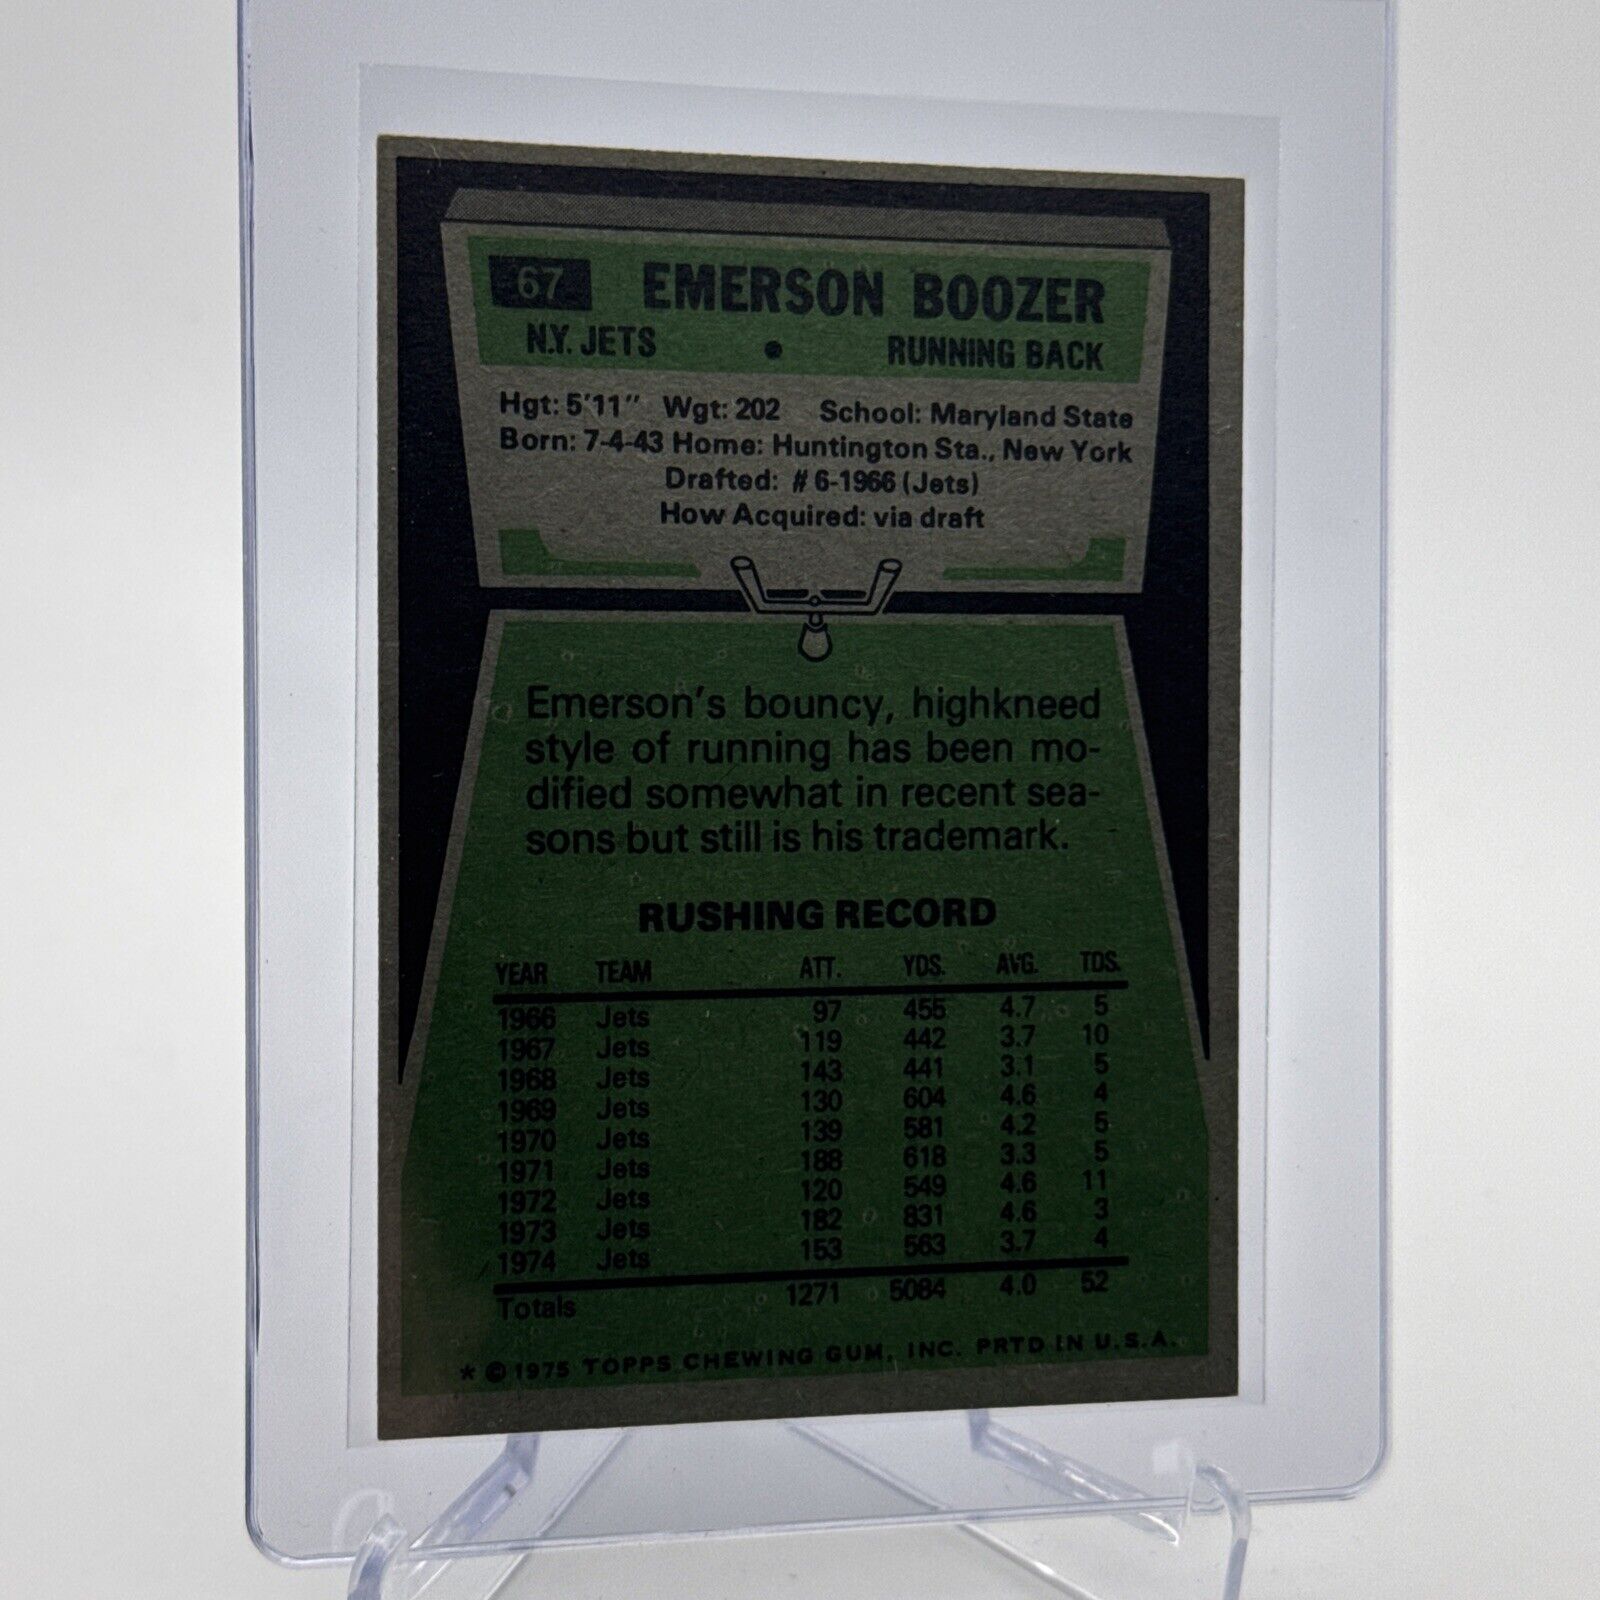 67 EMERSON BOOZER
N.Y. JETS • RUNNING BACK
Hgt: 5'11" Wgt: 202 School: Maryland State
Born: 7-4-43 Home: Huntington Sta., New York
Drafted: # 6-1966 (Jets)
How Acquired: via draft
Emerson's bouncy, highkneed
style of running has been mo-
dified somewhat in recent sea-
sons but still is his trademark.
RUSHING RECORD
YEAR TEAM ATT. YDS. AVG. TDS.
1966 Jets 97 455 4.7 5
1967 Jets 119 442 3.7 10
1968 Jets 143 441 3.1 5
1969 Jets 130 604 4.6 4
1970 Jets 139 581 4.2 5
1971 Jets 188 618 3.3 5
1972 Jets 120 549 4.6 11
1973 Jets 182 831 4.6 3
1974 Jets 153 563 3.7 4
Totals 1271 5084 4.0 52
* © 1975 TOPPS CHEWING GUM, INC. PRTD IN U.S.A.